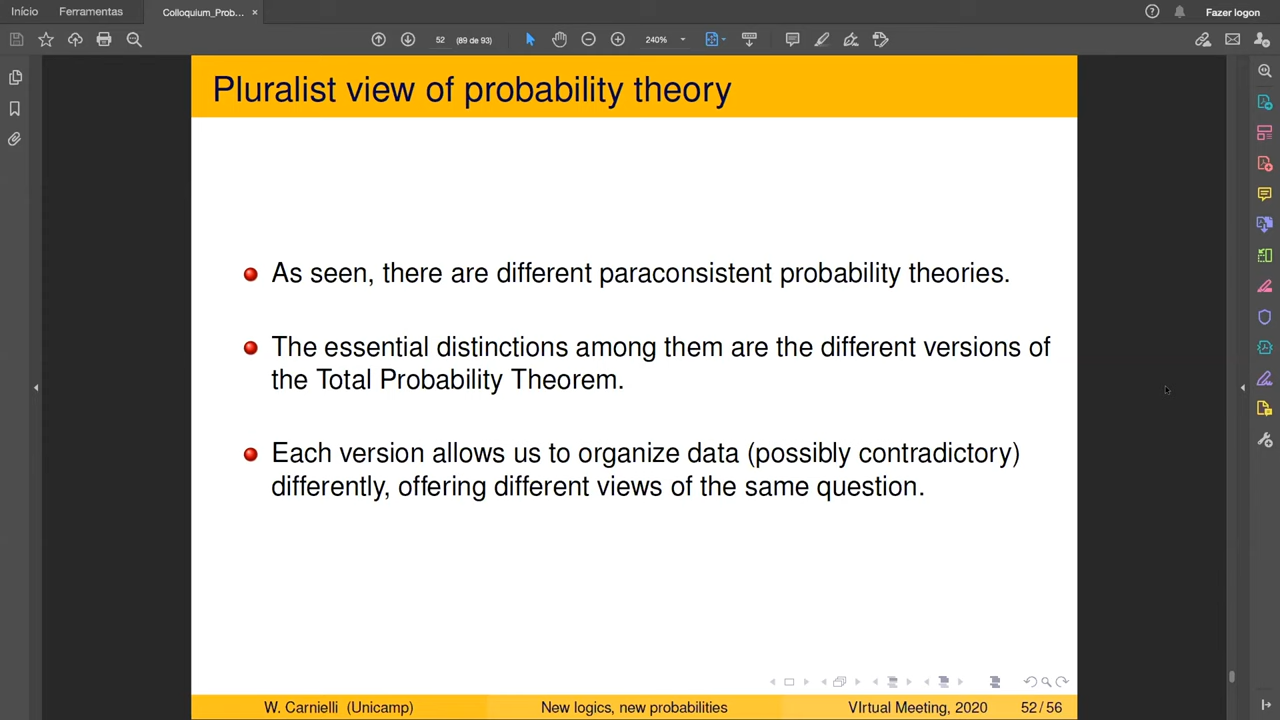 Início
Ferramentas
Colloquium_Prob...
Fazer logon
52
(89 de 93)
240%
Pluralist view of probability theory
As seen, there are different paraconsistent probability theories.
The essential distinctions among them are the different versions of
the Total Probability Theorem.
Each version allows us to organize data (possibly contradictory)
differently, offering different views of the same question.
W. Carnielli (Unicamp)
New logics, new probabilities
VIrtual Meeting, 2020
52 / 56